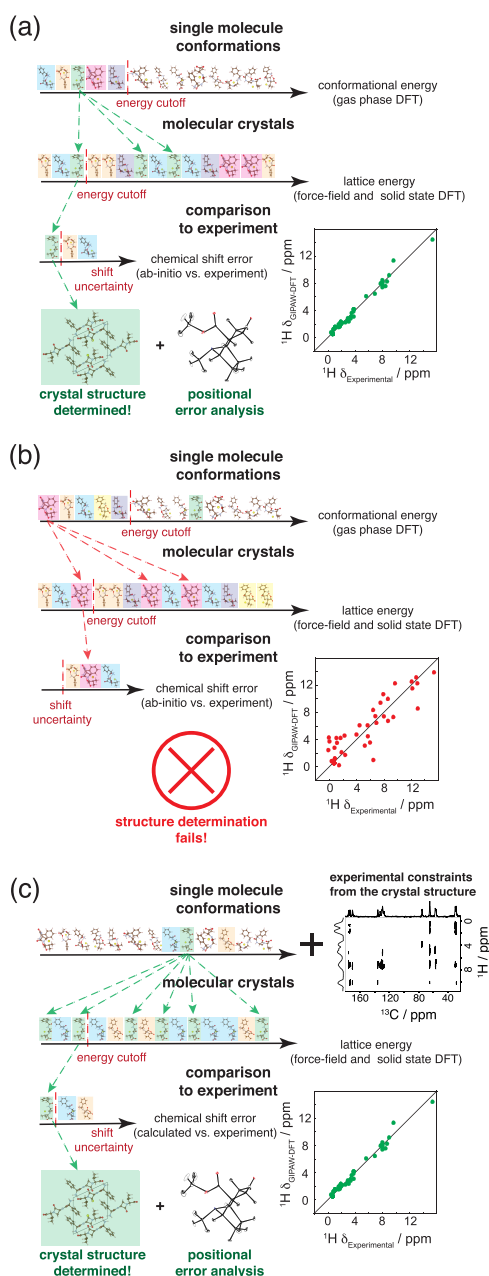 (a)
single molecule
conformations
energy cutoff
conformational energy
(gas phase DFT)
molecular crystals
energy cutoff
lattice energy
(force-field and solid state DFT)
comparison
to experiment
shift
uncertainty
chemical shift error
(ab-initio vs. experiment)
+
crystal structure
determined!
positional
error analysis
12
8
4
0
¹H δGIPAW-DFT / ppm
0 4 8 12
¹H δExperimental / ppm
(b)
single molecule
conformations
energy cutoff
conformational energy
(gas phase DFT)
molecular crystals
energy cutoff
lattice energy
(force-field and solid state DFT)
comparison
to experiment
shift
uncertainty
chemical shift error
(ab-initio vs. experiment)
structure determination
fails!
12
8
4
0
¹H δGIPAW-DFT / ppm
0 4 8 12
¹H δExperimental / ppm
(c)
single molecule
conformations
+
experimental constraints
from the crystal structure
0
4
8
¹H / ppm
160 120 80 40
¹³C / ppm
molecular crystals
energy cutoff
lattice energy
(force-field and solid state DFT)
comparison
to experiment
shift
uncertainty
chemical shift error
(calculated vs. experiment)
+
crystal structure
determined!
positional
error analysis
12
8
4
0
¹H δGIPAW-DFT / ppm
0 4 8 12
¹H δExperimental / ppm